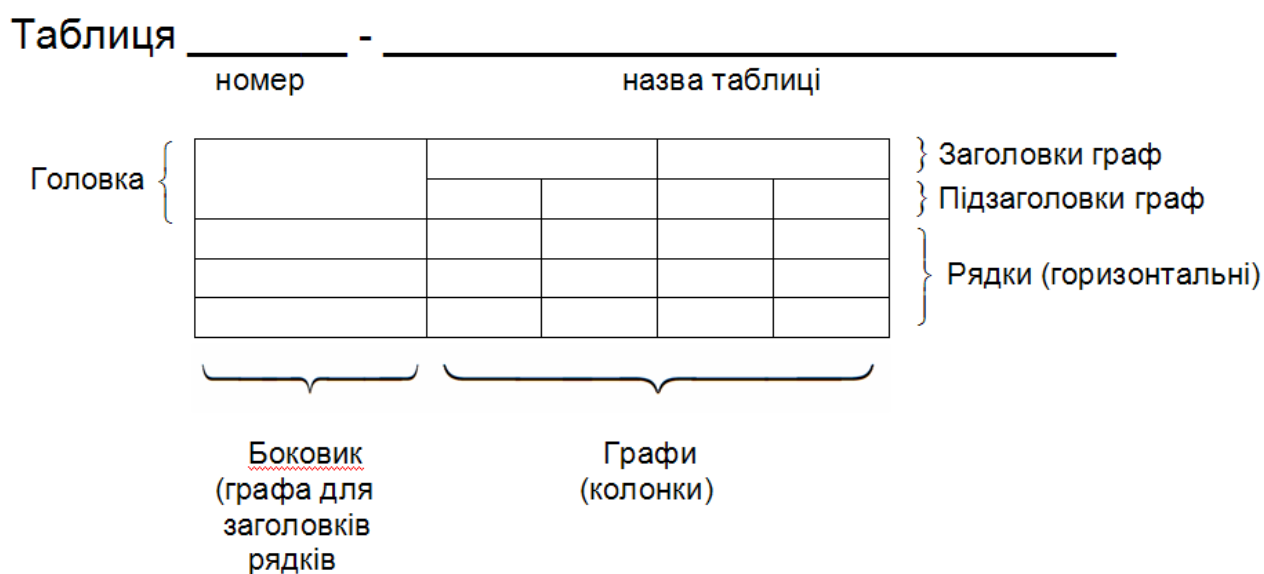 Таблиця _______ - ________________________________
номер назва таблиці
Головка
Заголовки граф
Підзаголовки граф
Рядки (горизонтальні)
Боковик
(графа для
заголовків
рядків
Графи
(колонки)